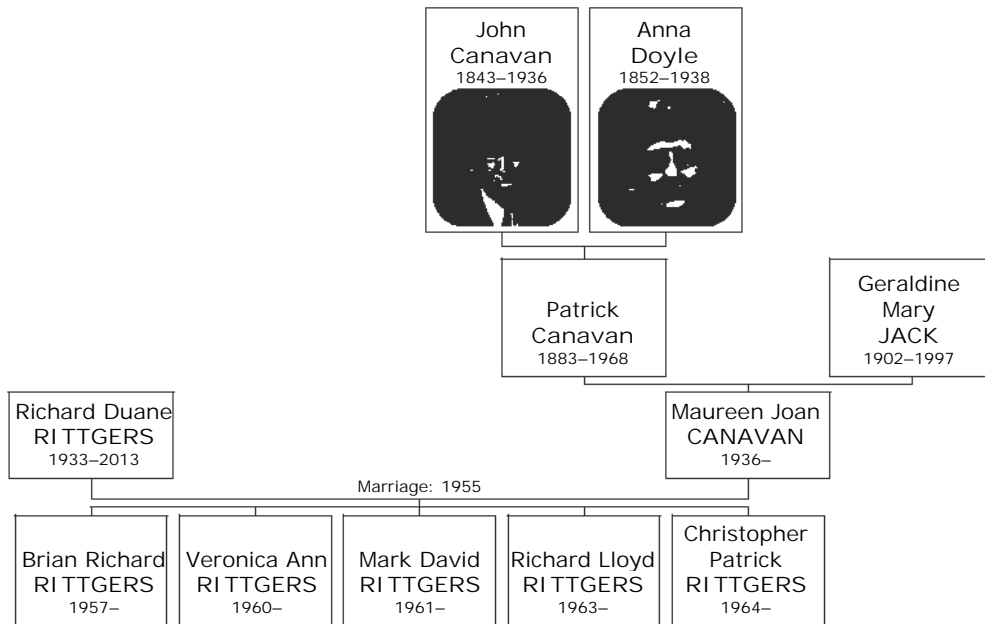 John
Canavan
1843–1936
Anna
Doyle
1852–1938
Patrick
Canavan
1883–1968
Geraldine
Mary
JACK
1902–1997
Richard Duane
RITTGERS
1933–2013
Maureen Joan
CANAVAN
1936–
Marriage: 1955
Brian Richard
RITTGERS
1957–
Veronica Ann
RITTGERS
1960–
Mark David
RITTGERS
1961–
Richard Lloyd
RITTGERS
1963–
Christopher
Patrick
RITTGERS
1964–